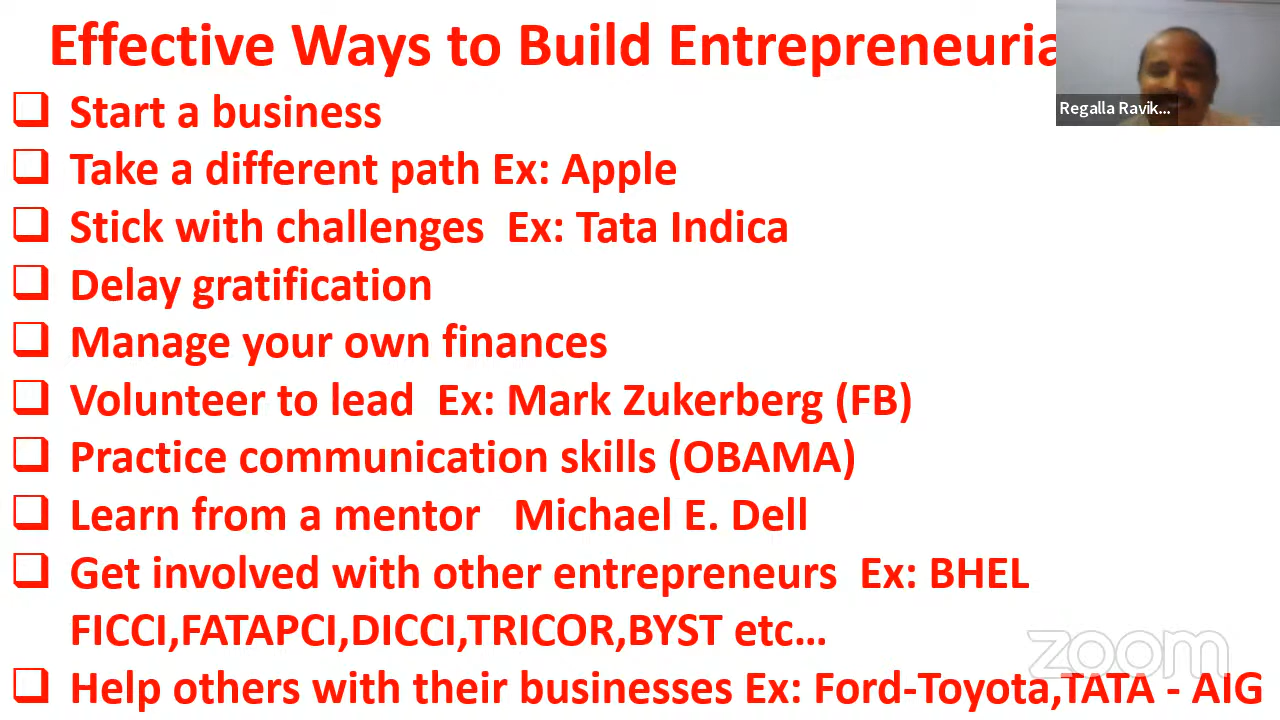 Effective Ways to Build Entrepreneuria
Regalla Ravik...
❑ Start a business
❑ Take a different path Ex: Apple
❑ Stick with challenges Ex: Tata Indica
❑ Delay gratification
❑ Manage your own finances
❑ Volunteer to lead Ex: Mark Zukerberg (FB)
❑ Practice communication skills (OBAMA)
❑ Learn from a mentor Michael E. Dell
❑ Get involved with other entrepreneurs Ex: BHEL
FICCI,FATAPCI,DICCI,TRICOR,BYST etc...
zoom
❑ Help others with their businesses Ex: Ford-Toyota,TATA - AIG